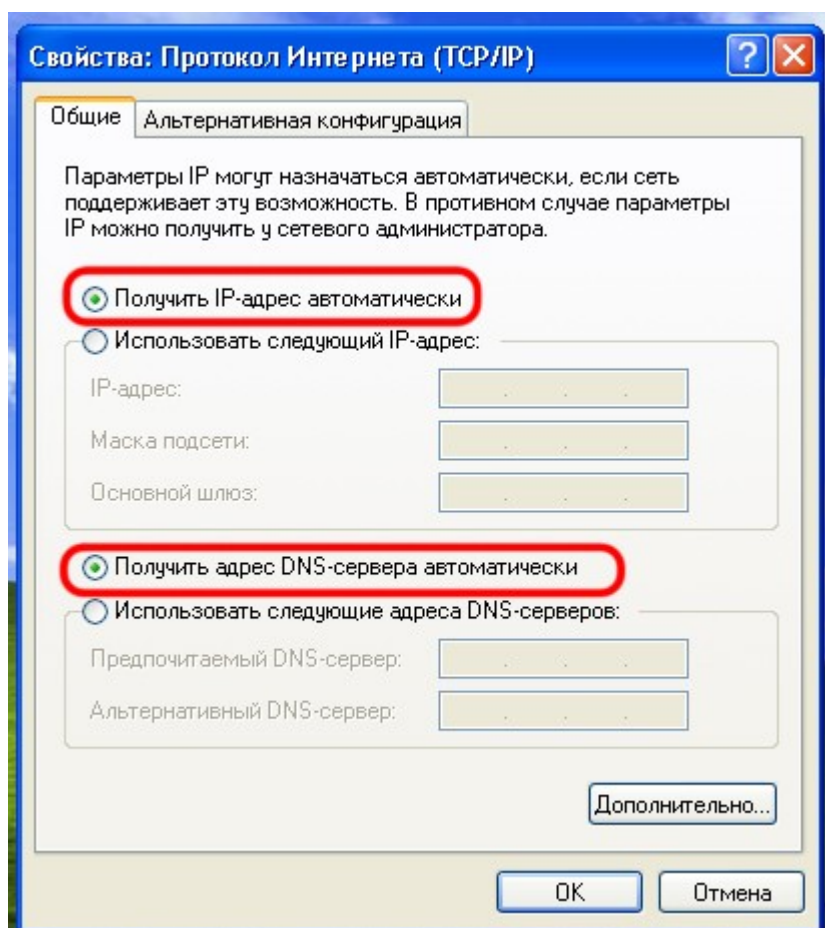 Свойства: Протокол Интернета (TCP/IP)
Общие
Альтернативная конфигурация
Параметры IP могут назначаться автоматически, если сеть
поддерживает эту возможность. В противном случае параметры
IP можно получить у сетевого администратора.
Получить IP-адрес автоматически
Использовать следующий IP-адрес:
IP-адрес:
Маска подсети:
Основной шлюз:
Получить адрес DNS-сервера автоматически
Использовать следующие адреса DNS-серверов:
Предпочитаемый DNS-сервер:
Альтернативный DNS-сервер:
Дополнительно...
OK
Отмена